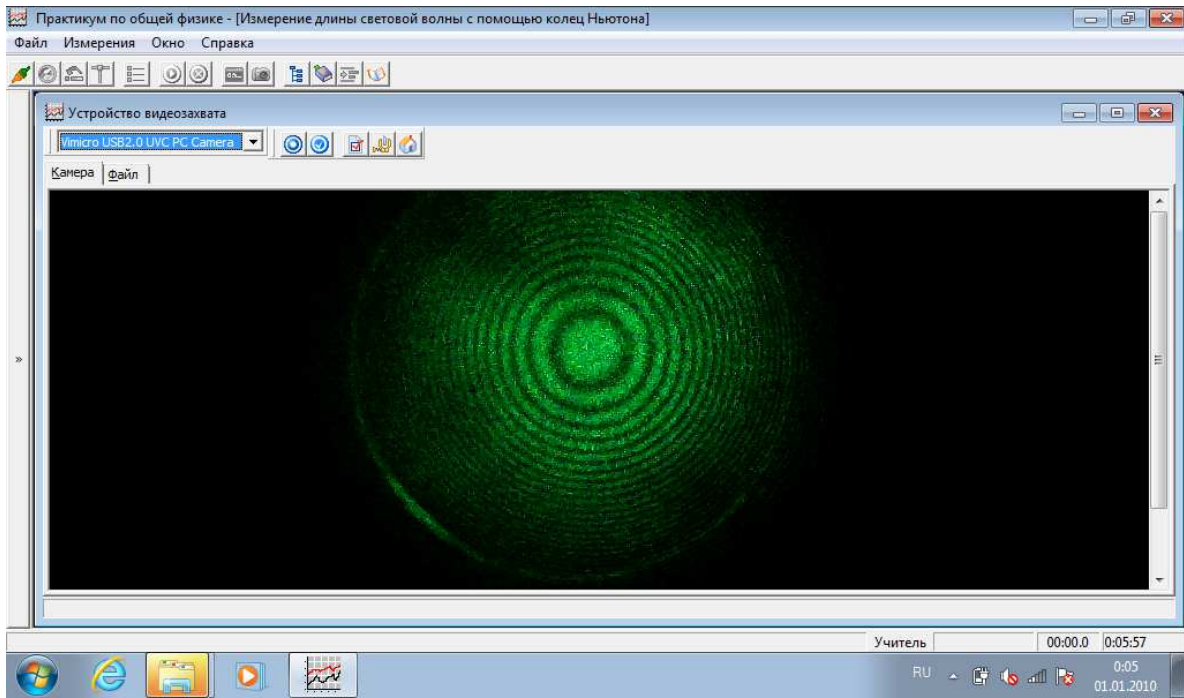 Практикум по общей физике - [Измерение длины световой волны с помощью колец Ньютона]
Файл Измерения Окно Справка
Устройство видеозахвата
Vimicro USB2.0 UVC PC Camera
Камера Файл
»
Учитель 00:00.0 0:05:57
RU 0:05
01.01.2010